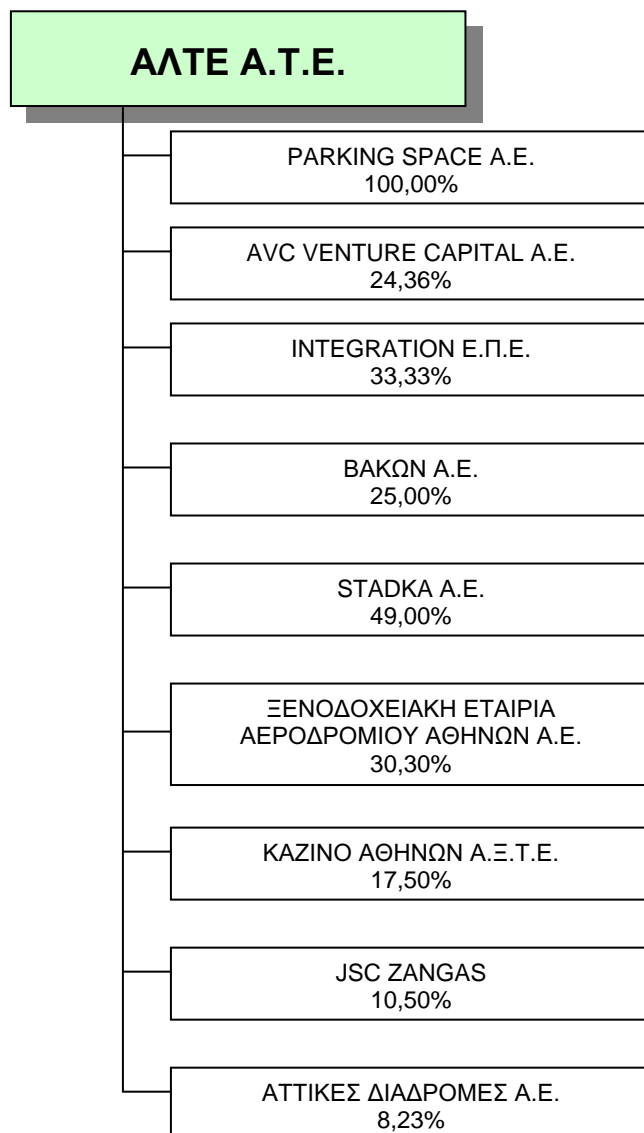 ΑΛΤΕ Α.Τ.Ε.
PARKING SPACE Α.Ε.
100,00%
AVC VENTURE CAPITAL Α.Ε.
24,36%
INTEGRATION Ε.Π.Ε.
33,33%
ΒΑΚΩΝ Α.Ε.
25,00%
STADKA Α.Ε.
49,00%
ΞΕΝΟΔΟΧΕΙΑΚΗ ΕΤΑΙΡΙΑ
ΑΕΡΟΔΡΟΜΙΟΥ ΑΘΗΝΩΝ Α.Ε.
30,30%
ΚΑΖΙΝΟ ΑΘΗΝΩΝ Α.Ξ.Τ.Ε.
17,50%
JSC ZANGAS
10,50%
ΑΤΤΙΚΕΣ ΔΙΑΔΡΟΜΕΣ Α.Ε.
8,23%